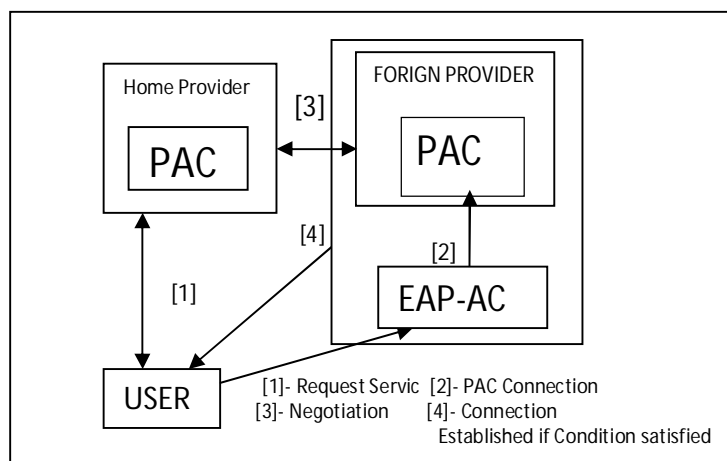 Home Provider
PAC
[3]
FORIGN PROVIDER
PAC
[4]
[2]
[1]
EAP-AC
USER
[1]- Request Servic [2]- PAC Connection
[3]- Negotiation [4]- Connection
Established if Condition satisfied